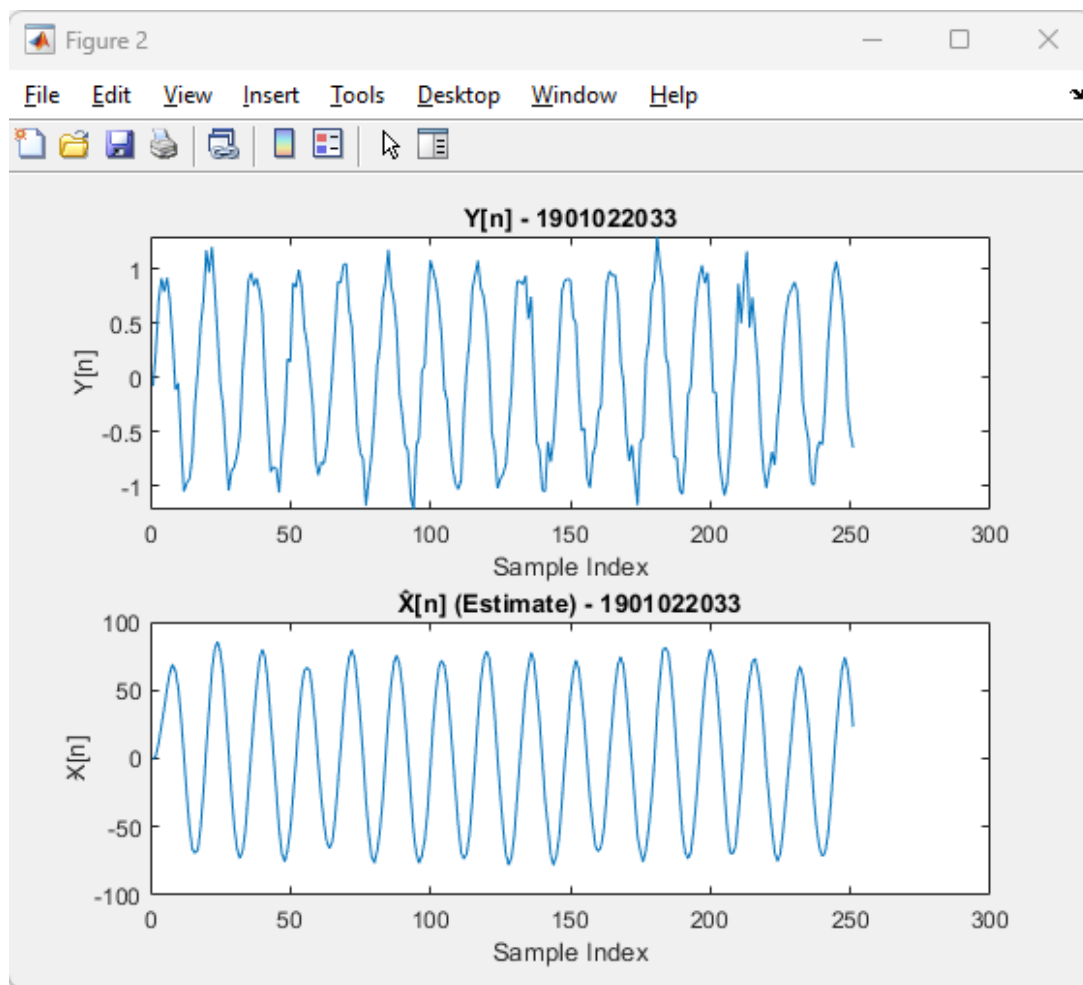 Figure 2
File Edit View Insert Tools Desktop Window Help
Y[n] - 1901022033
1
0.5
0
-0.5
-1
Y[n]
0 50 100 150 200 250 300
Sample Index
X̂[n] (Estimate) - 1901022033
100
50
0
-50
-100
X[n]
0 50 100 150 200 250 300
Sample Index